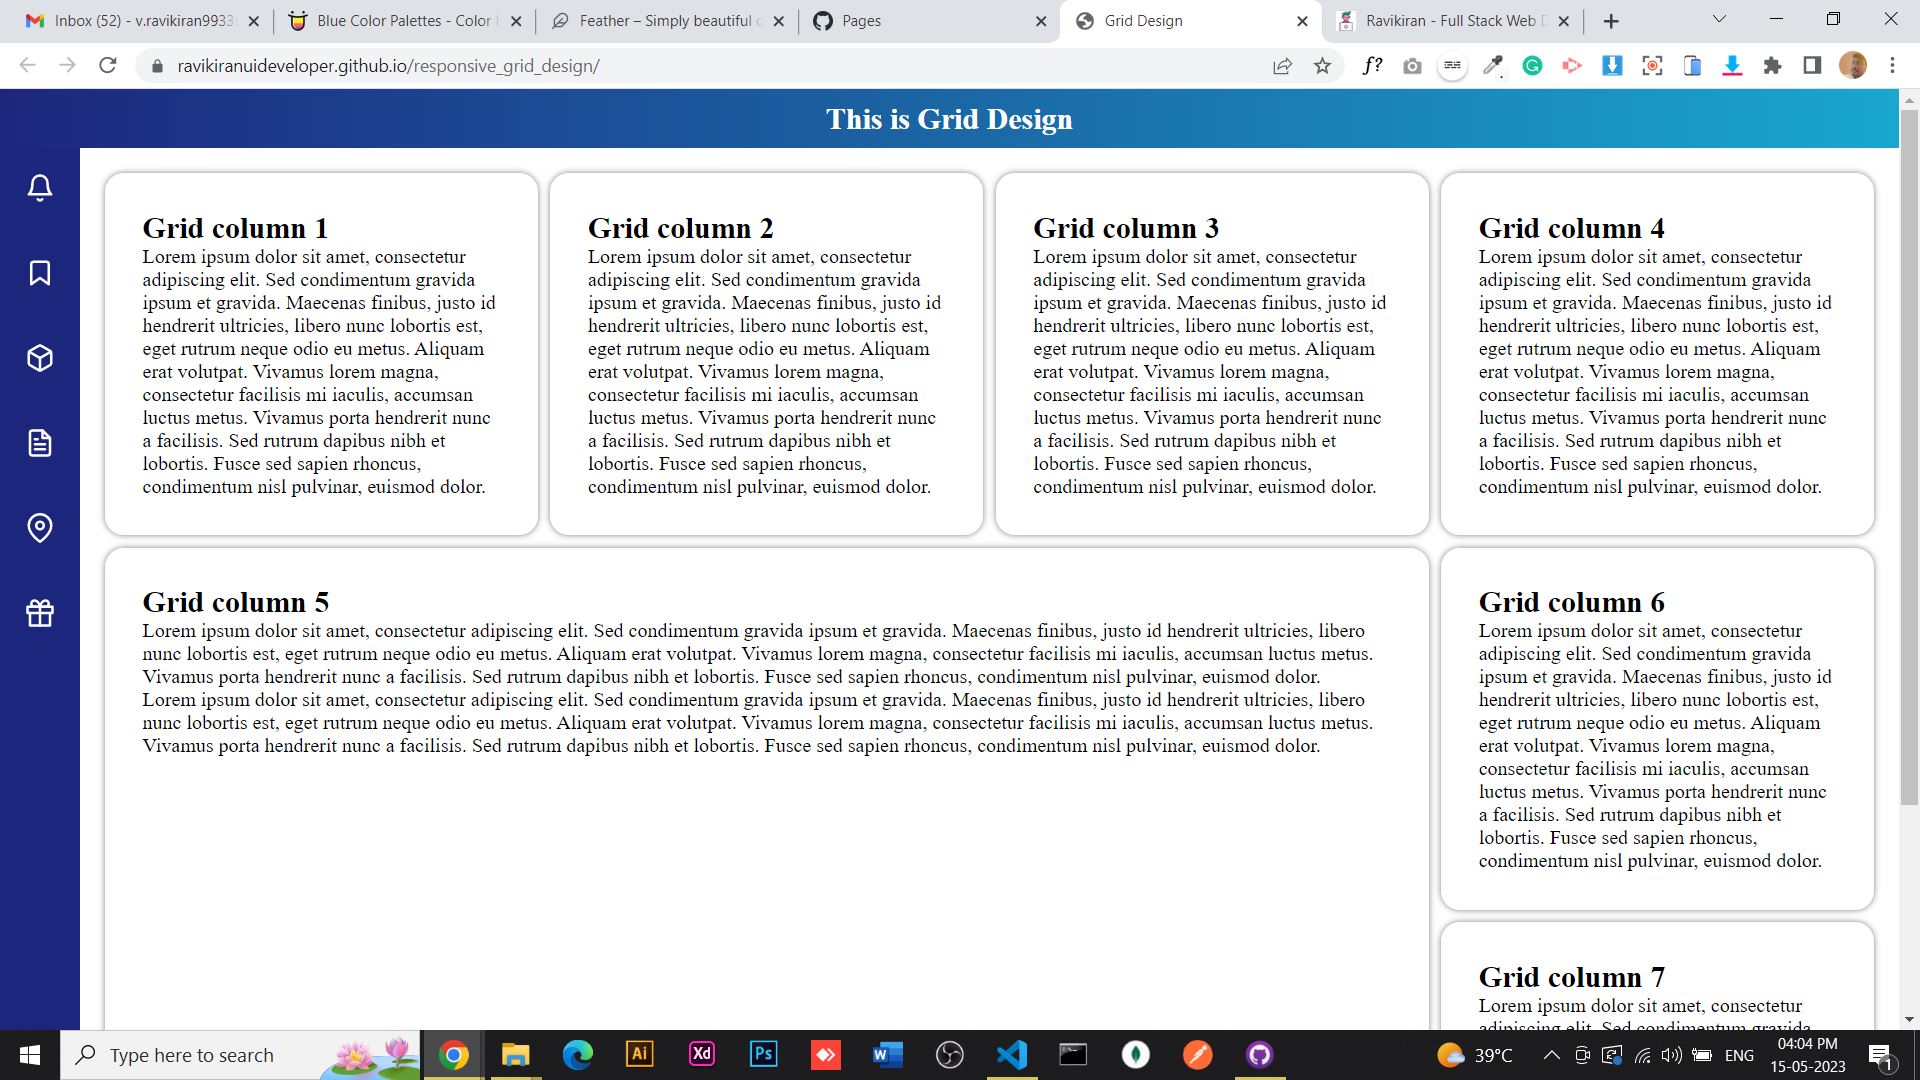 Inbox (52) - v.ravikiran9933
Blue Color Palettes - Color
Feather – Simply beautiful
Pages
Grid Design
Ravikiran - Full Stack Web
ravikiranuideveloper.github.io/responsive_grid_design/
f?
This is Grid Design
Grid column 1
Lorem ipsum dolor sit amet, consectetur
adipiscing elit. Sed condimentum gravida
ipsum et gravida. Maecenas finibus, justo id
hendrerit ultricies, libero nunc lobortis est,
eget rutrum neque odio eu metus. Aliquam
erat volutpat. Vivamus lorem magna,
consectetur facilisis mi iaculis, accumsan
luctus metus. Vivamus porta hendrerit nunc
a facilisis. Sed rutrum dapibus nibh et
lobortis. Fusce sed sapien rhoncus,
condimentum nisl pulvinar, euismod dolor.
Grid column 2
Lorem ipsum dolor sit amet, consectetur
adipiscing elit. Sed condimentum gravida
ipsum et gravida. Maecenas finibus, justo id
hendrerit ultricies, libero nunc lobortis est,
eget rutrum neque odio eu metus. Aliquam
erat volutpat. Vivamus lorem magna,
consectetur facilisis mi iaculis, accumsan
luctus metus. Vivamus porta hendrerit nunc
a facilisis. Sed rutrum dapibus nibh et
lobortis. Fusce sed sapien rhoncus,
condimentum nisl pulvinar, euismod dolor.
Grid column 3
Lorem ipsum dolor sit amet, consectetur
adipiscing elit. Sed condimentum gravida
ipsum et gravida. Maecenas finibus, justo id
hendrerit ultricies, libero nunc lobortis est,
eget rutrum neque odio eu metus. Aliquam
erat volutpat. Vivamus lorem magna,
consectetur facilisis mi iaculis, accumsan
luctus metus. Vivamus porta hendrerit nunc
a facilisis. Sed rutrum dapibus nibh et
lobortis. Fusce sed sapien rhoncus,
condimentum nisl pulvinar, euismod dolor.
Grid column 4
Lorem ipsum dolor sit amet, consectetur
adipiscing elit. Sed condimentum gravida
ipsum et gravida. Maecenas finibus, justo id
hendrerit ultricies, libero nunc lobortis est,
eget rutrum neque odio eu metus. Aliquam
erat volutpat. Vivamus lorem magna,
consectetur facilisis mi iaculis, accumsan
luctus metus. Vivamus porta hendrerit nunc
a facilisis. Sed rutrum dapibus nibh et
lobortis. Fusce sed sapien rhoncus,
condimentum nisl pulvinar, euismod dolor.
Grid column 5
Lorem ipsum dolor sit amet, consectetur adipiscing elit. Sed condimentum gravida ipsum et gravida. Maecenas finibus, justo id hendrerit ultricies, libero
nunc lobortis est, eget rutrum neque odio eu metus. Aliquam erat volutpat. Vivamus lorem magna, consectetur facilisis mi iaculis, accumsan luctus metus.
Vivamus porta hendrerit nunc a facilisis. Sed rutrum dapibus nibh et lobortis. Fusce sed sapien rhoncus, condimentum nisl pulvinar, euismod dolor.
Lorem ipsum dolor sit amet, consectetur adipiscing elit. Sed condimentum gravida ipsum et gravida. Maecenas finibus, justo id hendrerit ultricies, libero
nunc lobortis est, eget rutrum neque odio eu metus. Aliquam erat volutpat. Vivamus lorem magna, consectetur facilisis mi iaculis, accumsan luctus metus.
Vivamus porta hendrerit nunc a facilisis. Sed rutrum dapibus nibh et lobortis. Fusce sed sapien rhoncus, condimentum nisl pulvinar, euismod dolor.
Grid column 6
Lorem ipsum dolor sit amet, consectetur
adipiscing elit. Sed condimentum gravida
ipsum et gravida. Maecenas finibus, justo id
hendrerit ultricies, libero nunc lobortis est,
eget rutrum neque odio eu metus. Aliquam
erat volutpat. Vivamus lorem magna,
consectetur facilisis mi iaculis, accumsan
luctus metus. Vivamus porta hendrerit nunc
a facilisis. Sed rutrum dapibus nibh et
lobortis. Fusce sed sapien rhoncus,
condimentum nisl pulvinar, euismod dolor.
Grid column 7
Lorem ipsum dolor sit amet, consectetur
adipiscing elit. Sed condimentum gravida
Type here to search
Ai
Xd
Ps
W
39°C
ENG
04:04 PM
15-05-2023
1